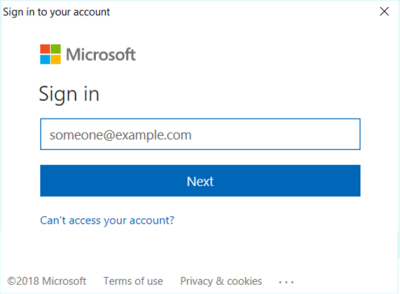 Sign in to your account
Microsoft
Sign in
someone@example.com
Next
Can't access your account?
©2018 Microsoft Terms of use Privacy & cookies ...